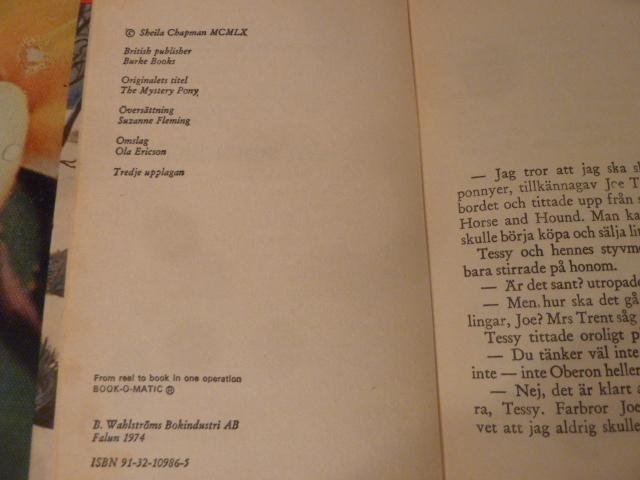 © Sheila Chapman MCMLX
British publisher
Burke Books
Originalets titel
The Mystery Pony
Översättning
Suzanne Fleming
Omslag
Ola Ericson
Tredje upplagan
From reel to book in one operation
BOOK-O-MATIC ®
B. Wahlströms Bokindustri AB
Falun 1974
ISBN 91-32-10986-5
— Jag tror att jag ska
ponnyer, tillkännagav Joe
bordet och tittade upp från
Horse and Hound. Man
skulle börja köpa och sälja
Tessy och hennes
bara stirrade på honom.
— Är det sant?
— Men hur ska det gå
lingar, Joe? Mrs Trent såg
Tessy tittade oroligt
— Du tänker väl inte
inte — inte Oberon
— Nej, det är klart
ra, Tessy. Farbror Joe
vet att jag aldrig skulle